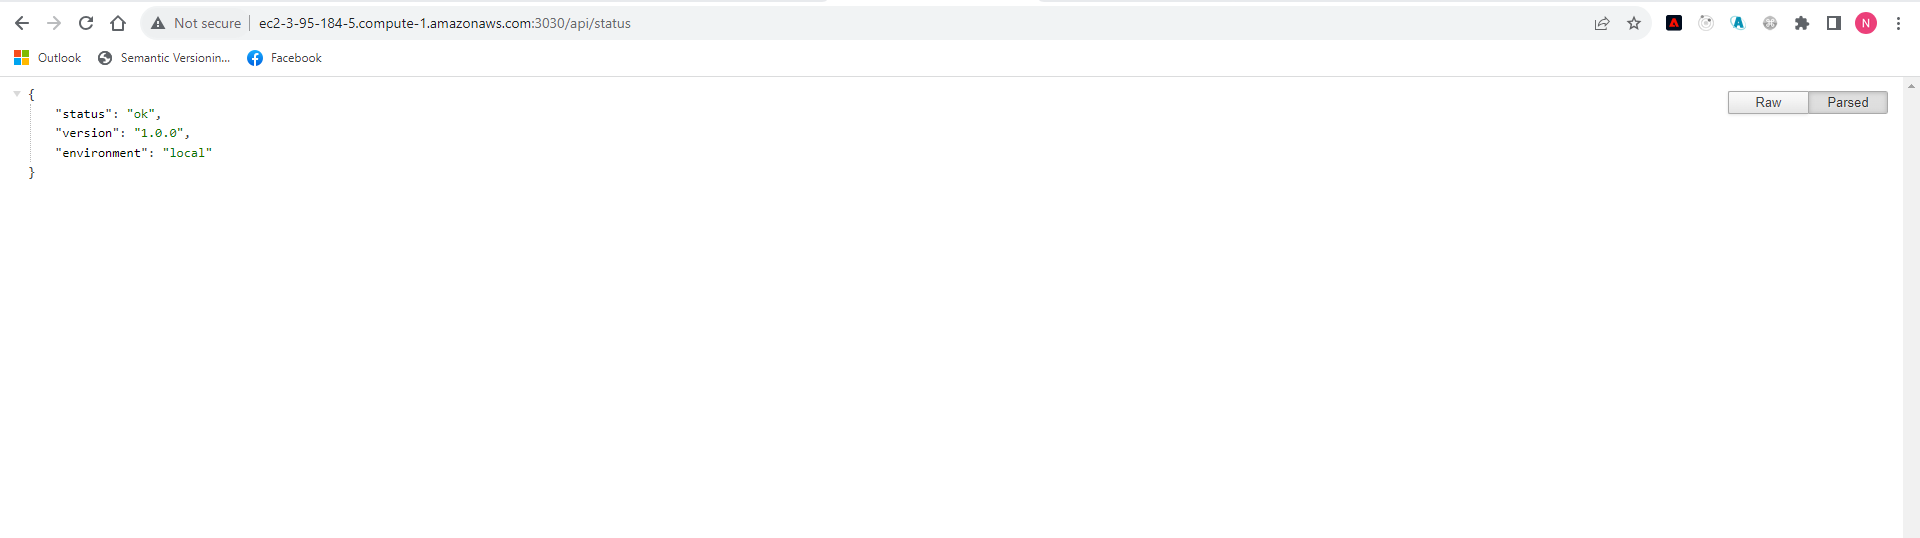 Not secure ec2-3-95-184-5.compute-1.amazonaws.com:3030/api/status
N
Outlook Semantic Versionin... Facebook
{
"status": "ok",
"version": "1.0.0",
"environment": "local"
}
Raw Parsed